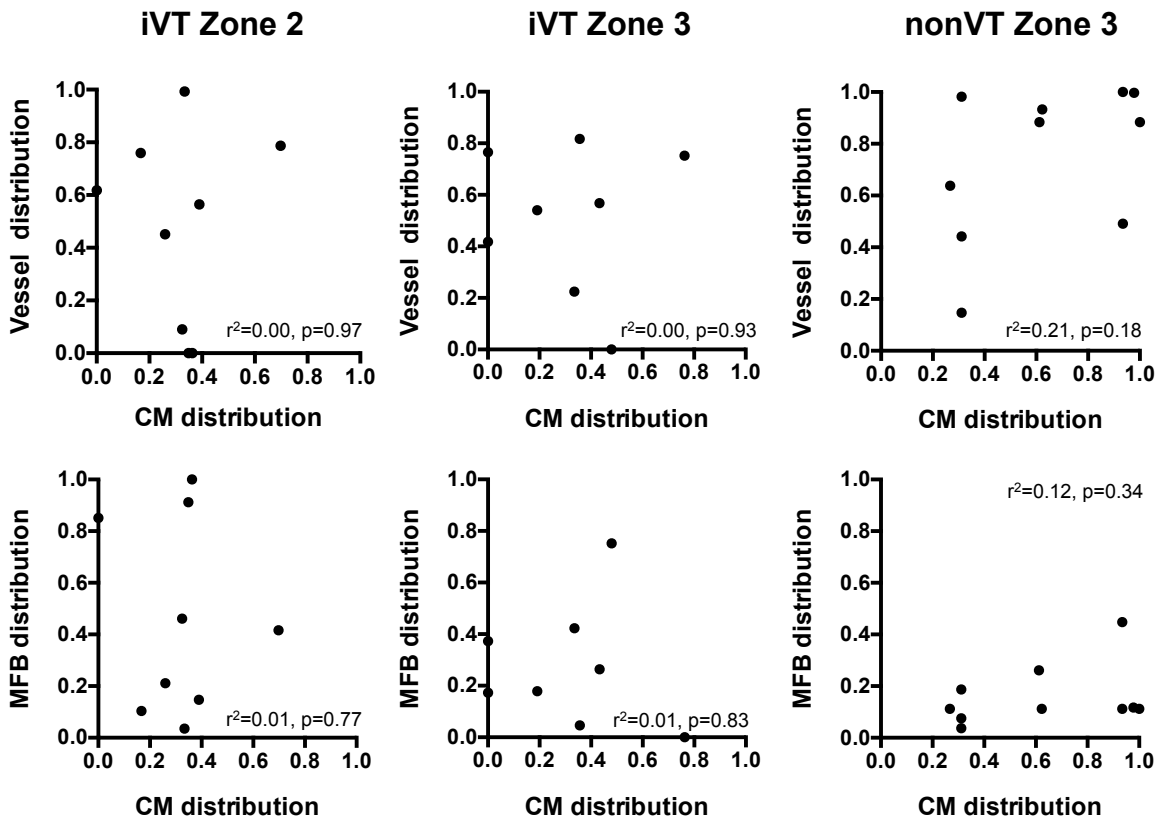 iVT Zone 2
iVT Zone 3
nonVT Zone 3
Vessel distribution
1.0
0.8
0.6
0.4
0.2
0.0
0.0 0.2 0.4 0.6 0.8 1.0
CM distribution
r²=0.00, p=0.97
Vessel distribution
1.0
0.8
0.6
0.4
0.2
0.0
0.0 0.2 0.4 0.6 0.8 1.0
CM distribution
r²=0.00, p=0.93
Vessel distribution
1.0
0.8
0.6
0.4
0.2
0.0
0.0 0.2 0.4 0.6 0.8 1.0
CM distribution
r²=0.21, p=0.18
MFB distribution
1.0
0.8
0.6
0.4
0.2
0.0
0.0 0.2 0.4 0.6 0.8 1.0
CM distribution
r²=0.01, p=0.77
MFB distribution
1.0
0.8
0.6
0.4
0.2
0.0
0.0 0.2 0.4 0.6 0.8 1.0
CM distribution
r²=0.01, p=0.83
MFB distribution
1.0
0.8
0.6
0.4
0.2
0.0
0.0 0.2 0.4 0.6 0.8 1.0
CM distribution
r²=0.12, p=0.34